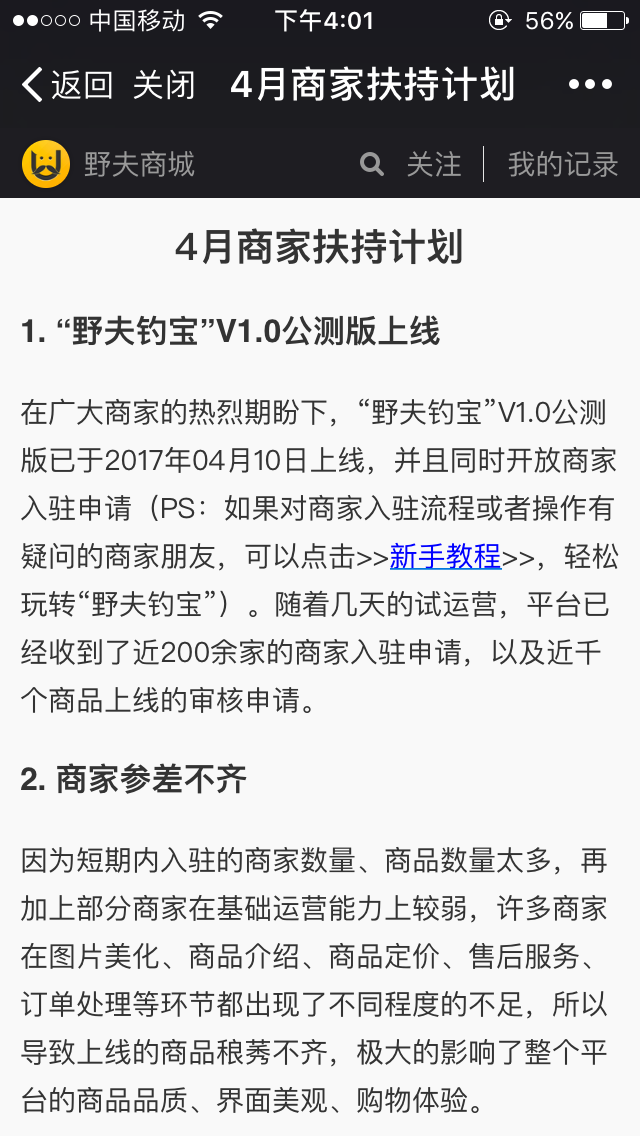 中国移动 下午4:01 56%
返回 关闭 4月商家扶持计划
野夫商城 关注 我的记录
4月商家扶持计划
1. “野夫钓宝”V1.0公测版上线
在广大商家的热烈期盼下，“野夫钓宝”V1.0公测
版已于2017年04月10日上线，并且同时开放商家
入驻申请（PS：如果对商家入驻流程或者操作有
疑问的商家朋友，可以点击>>新手教程>>，轻松
玩转“野夫钓宝”）。随着几天的试运营，平台已
经收到了近200余家的商家入驻申请，以及近千
个商品上线的审核申请。
2. 商家参差不齐
因为短期内入驻的商家数量、商品数量太多，再
加上部分商家在基础运营能力上较弱，许多商家
在图片美化、商品介绍、商品定价、售后服务、
订单处理等环节都出现了不同程度的不足，所以
导致上线的商品稂莠不齐，极大的影响了整个平
台的商品品质、界面美观、购物体验。